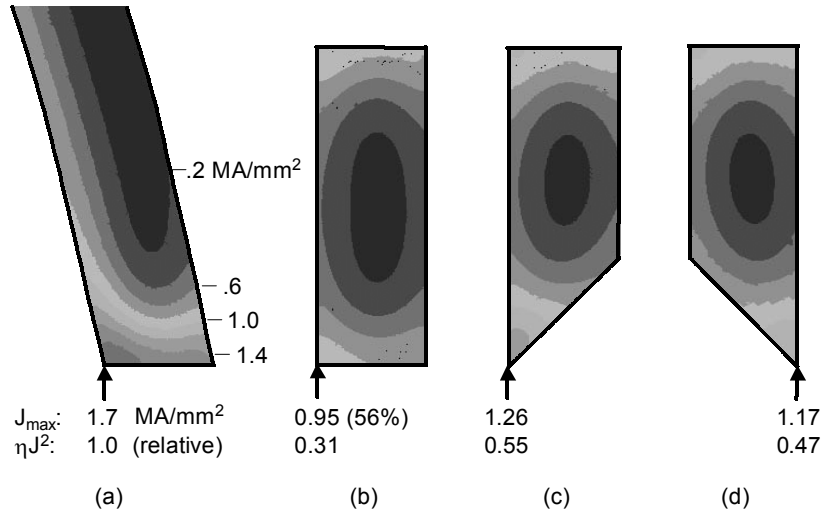 .2 MA/mm²
.6
1.0
1.4
Jmax: 1.7 MA/mm² 0.95 (56%) 1.26 1.17
ηJ²: 1.0 (relative) 0.31 0.55 0.47
(a) (b) (c) (d)